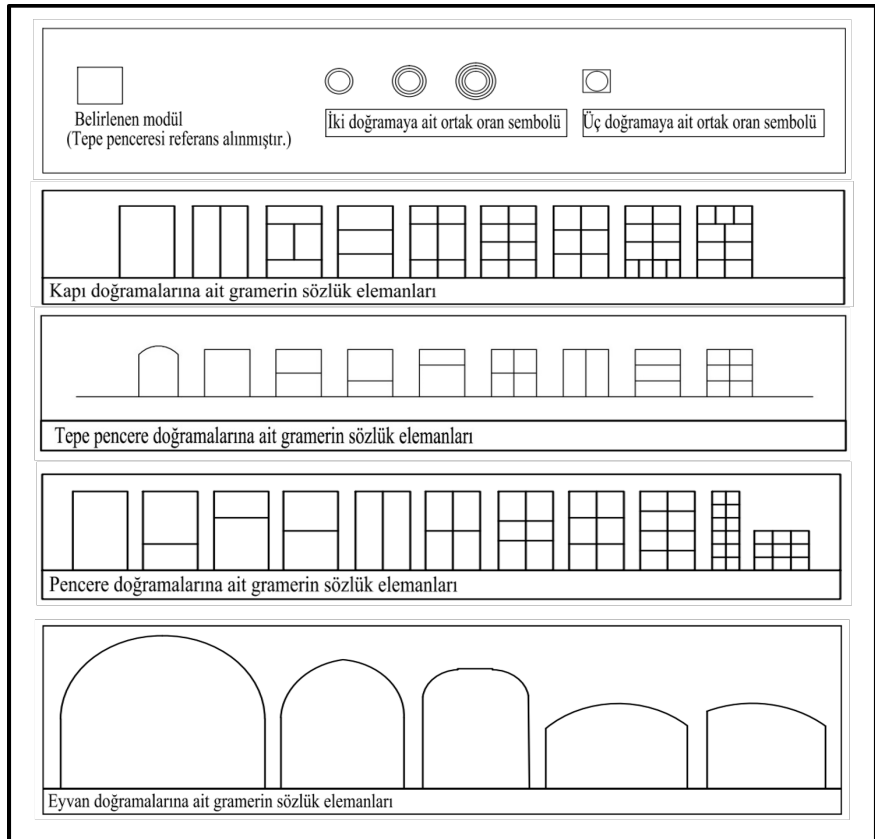 Belirlenen modül
(Tepe penceresi referans alınmıştır.)
İki doğramaya ait ortak oran sembolü
Üç doğramaya ait ortak oran sembolü
Kapı doğramalarına ait gramerin sözlük elemanları
Tepe pencere doğramalarına ait gramerin sözlük elemanları
Pencere doğramalarına ait gramerin sözlük elemanları
Eyvan doğramalarına ait gramerin sözlük elemanları